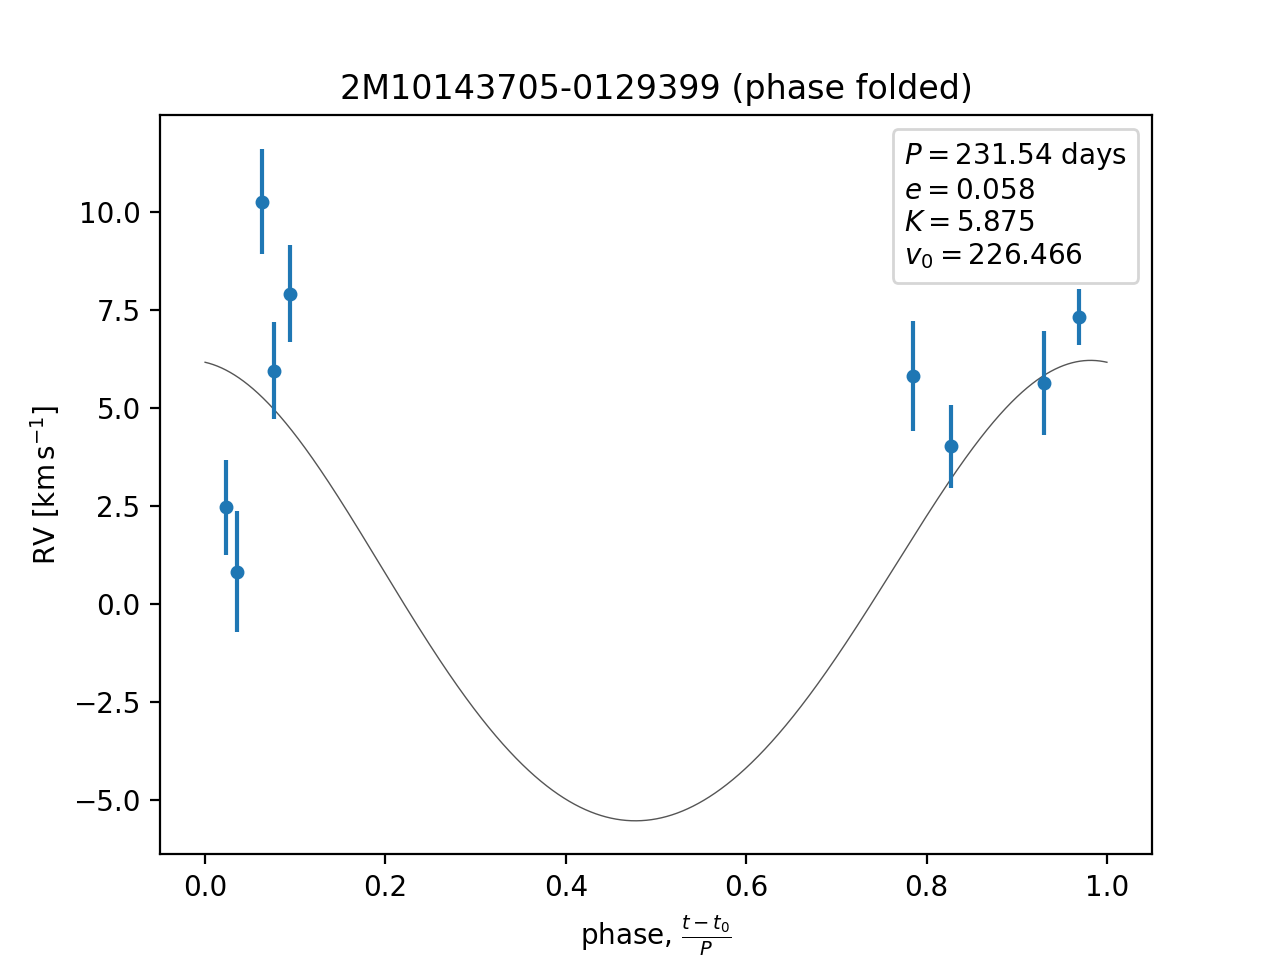 2M10143705-0129399 (phase folded)
P = 231.54 days
e = 0.058
K = 5.875
v₀ = 226.466
RV [km s⁻¹]
10.0
7.5
5.0
2.5
0.0
−2.5
−5.0
0.0 0.2 0.4 0.6 0.8 1.0
phase, (t − t₀)/P